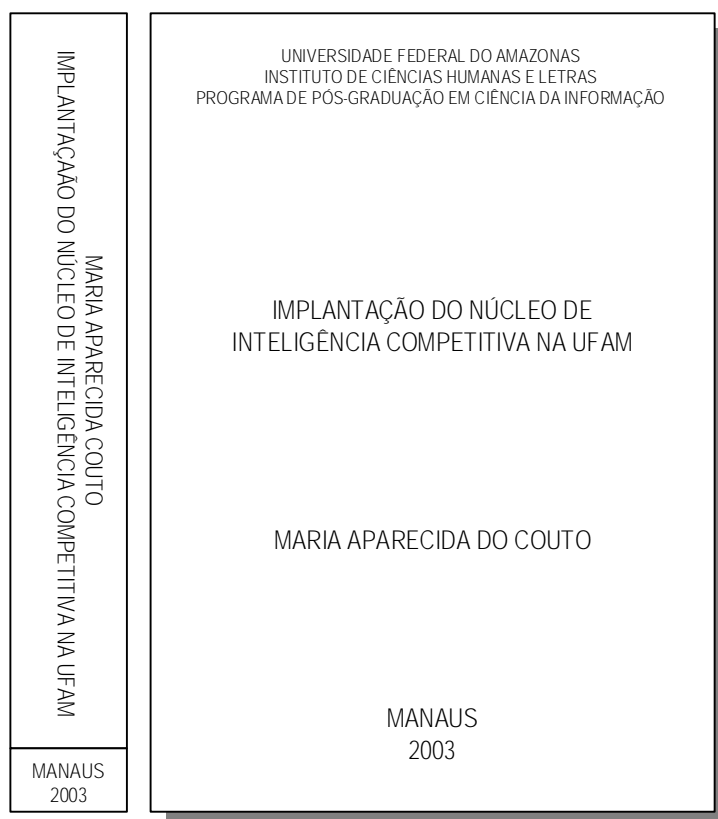 MARIA APARECIDA COUTO
IMPLANTAÇAÃO DO NÚCLEO DE INTELIGÊNCIA COMPETITIVA NA UFAM
MANAUS
2003
UNIVERSIDADE FEDERAL DO AMAZONAS
INSTITUTO DE CIÊNCIAS HUMANAS E LETRAS
PROGRAMA DE PÓS-GRADUAÇÃO EM CIÊNCIA DA INFORMAÇÃO
IMPLANTAÇÃO DO NÚCLEO DE
INTELIGÊNCIA COMPETITIVA NA UFAM
MARIA APARECIDA DO COUTO
MANAUS
2003